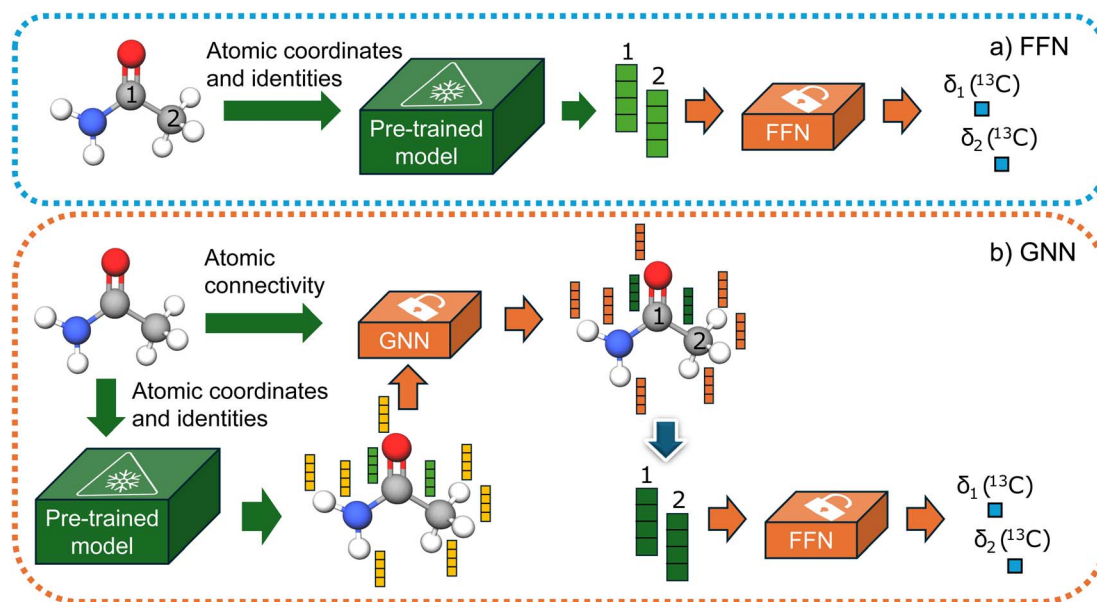 a) FFN
Atomic coordinates
and identities
1
2
Pre-trained
model
1
2
FFN
δ₁(¹³C)
δ₂(¹³C)
b) GNN
Atomic
connectivity
GNN
1
2
Atomic coordinates
and identities
Pre-trained
model
1
2
FFN
δ₁(¹³C)
δ₂(¹³C)